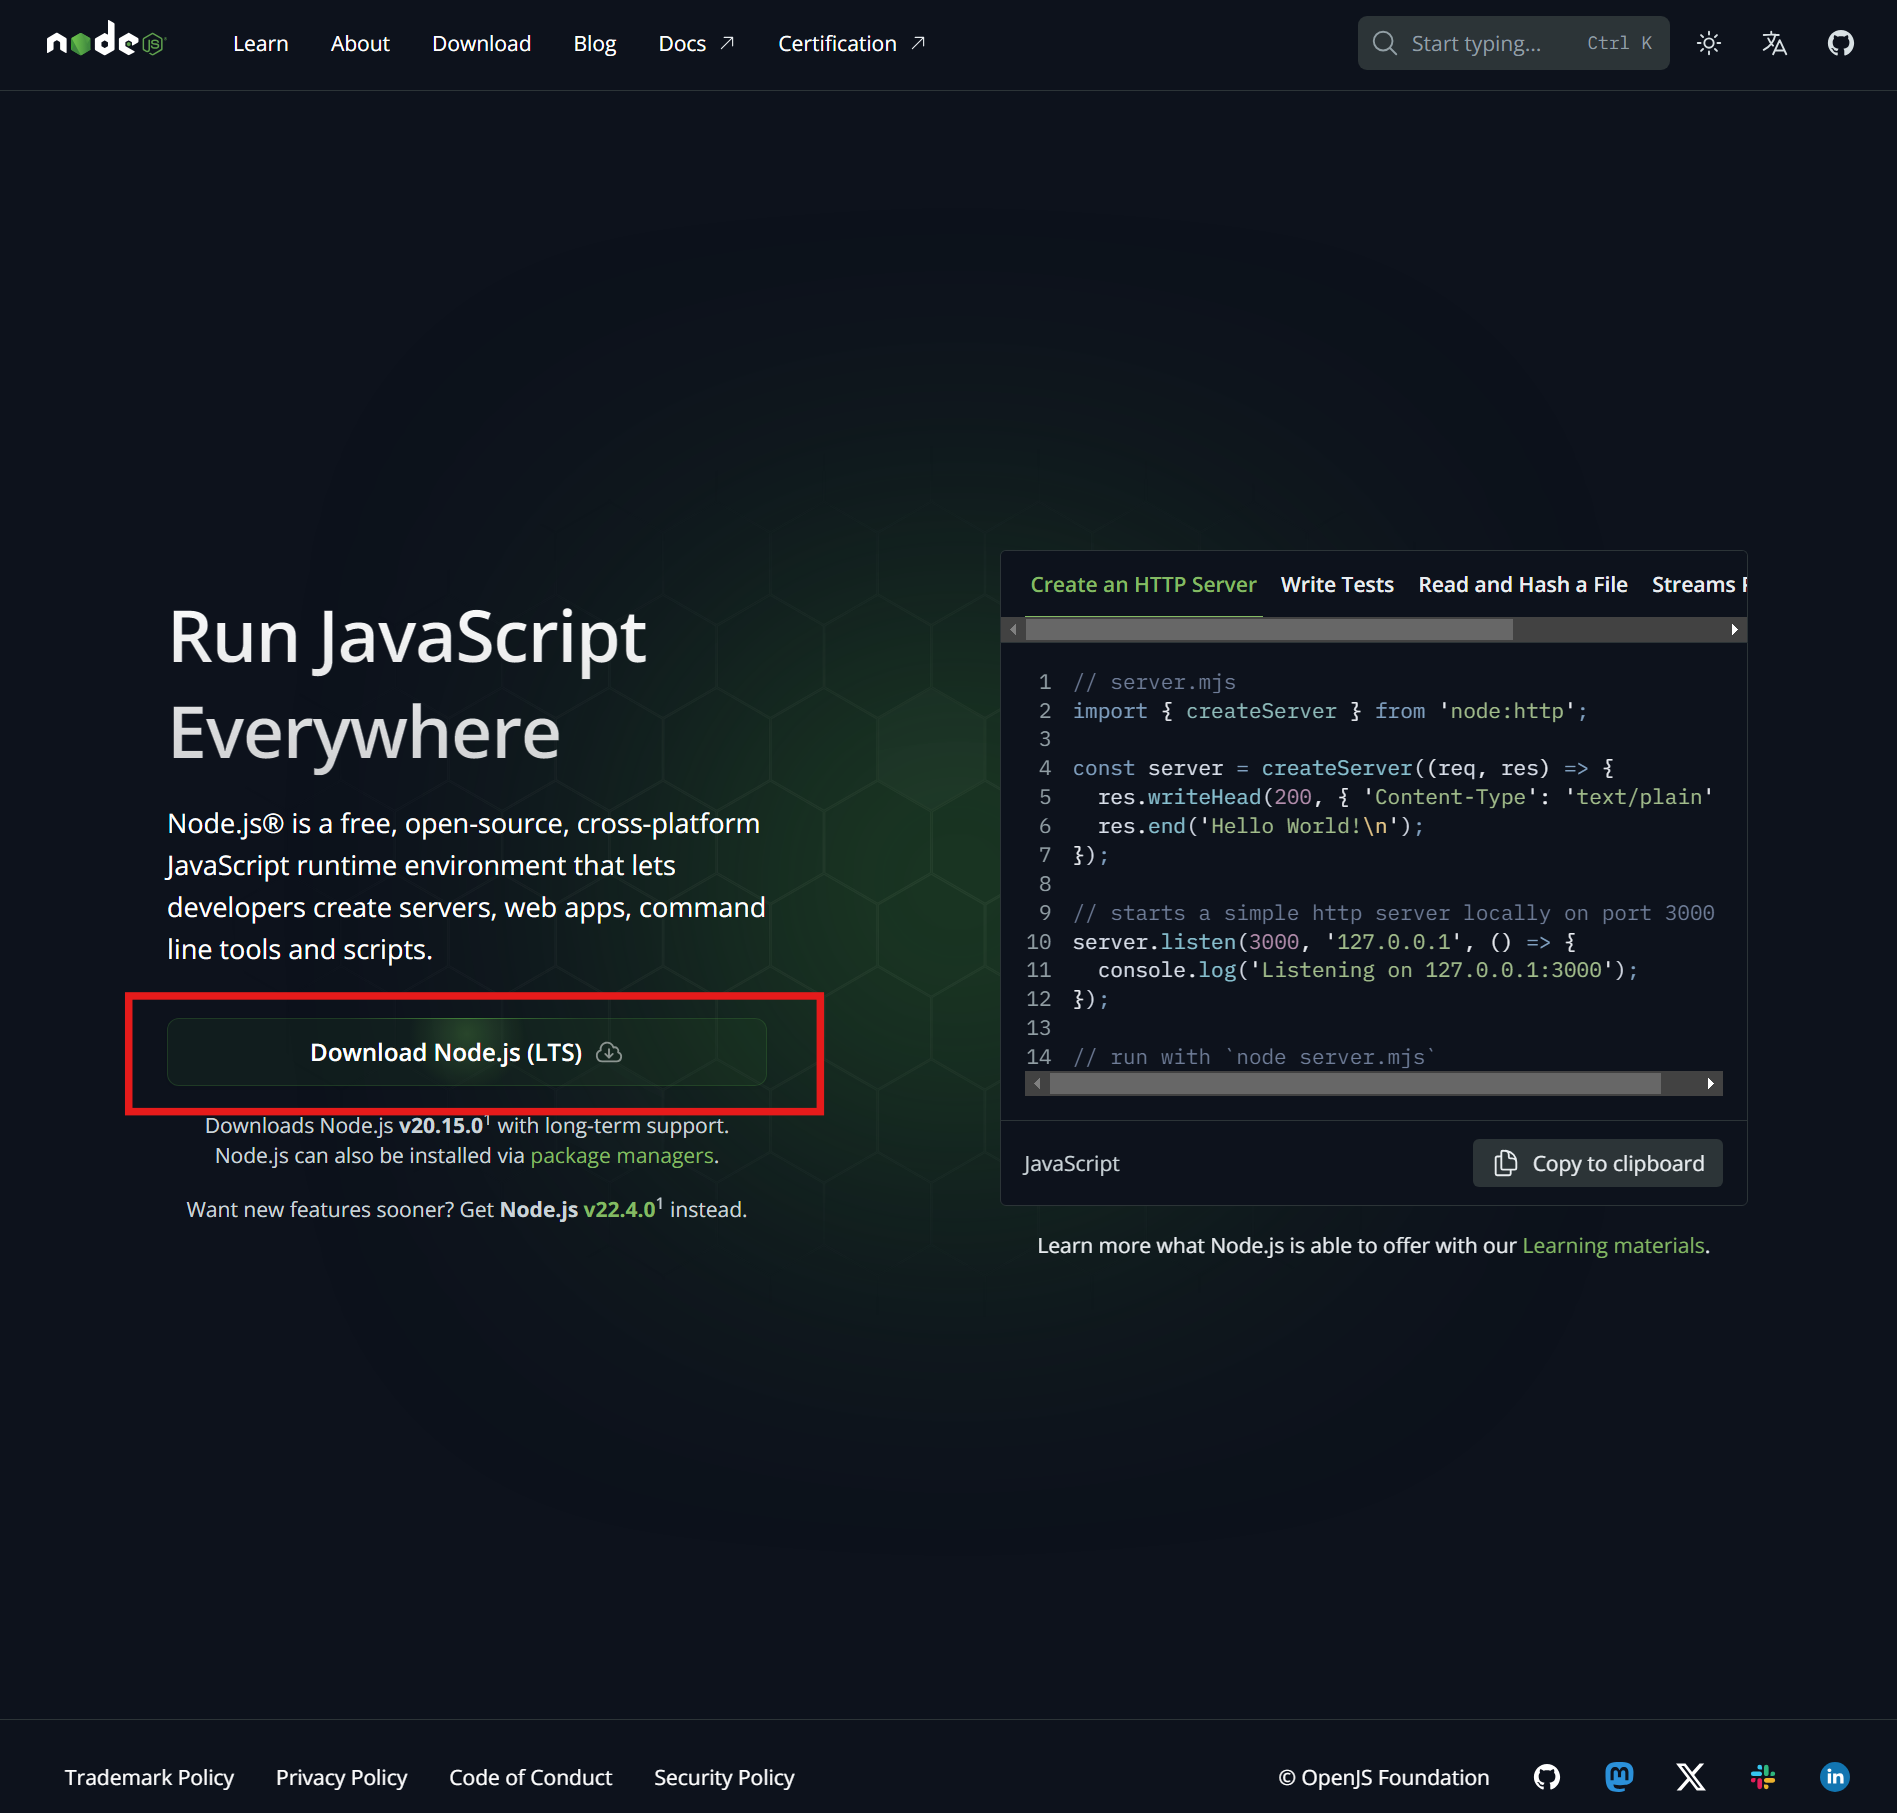 node JS
Learn
About
Download
Blog
Docs
Certification
Start typing...
Ctrl K
Run JavaScript
Everywhere
Node.js® is a free, open-source, cross-platform
JavaScript runtime environment that lets
developers create servers, web apps, command
line tools and scripts.
Download Node.js (LTS)
Downloads Node.js v20.15.0¹ with long-term support.
Node.js can also be installed via package managers.
Want new features sooner? Get Node.js v22.4.0¹ instead.
Create an HTTP Server
Write Tests
Read and Hash a File
Streams
1 // server.mjs
2 import { createServer } from 'node:http';
3
4 const server = createServer((req, res) => {
5   res.writeHead(200, { 'Content-Type': 'text/plain'
6   res.end('Hello World!\n');
7 });
8
9 // starts a simple http server locally on port 3000
10 server.listen(3000, '127.0.0.1', () => {
11   console.log('Listening on 127.0.0.1:3000');
12 });
13
14 // run with `node server.mjs`
JavaScript
Copy to clipboard
Learn more what Node.js is able to offer with our Learning materials.
Trademark Policy
Privacy Policy
Code of Conduct
Security Policy
© OpenJS Foundation
m
X
in